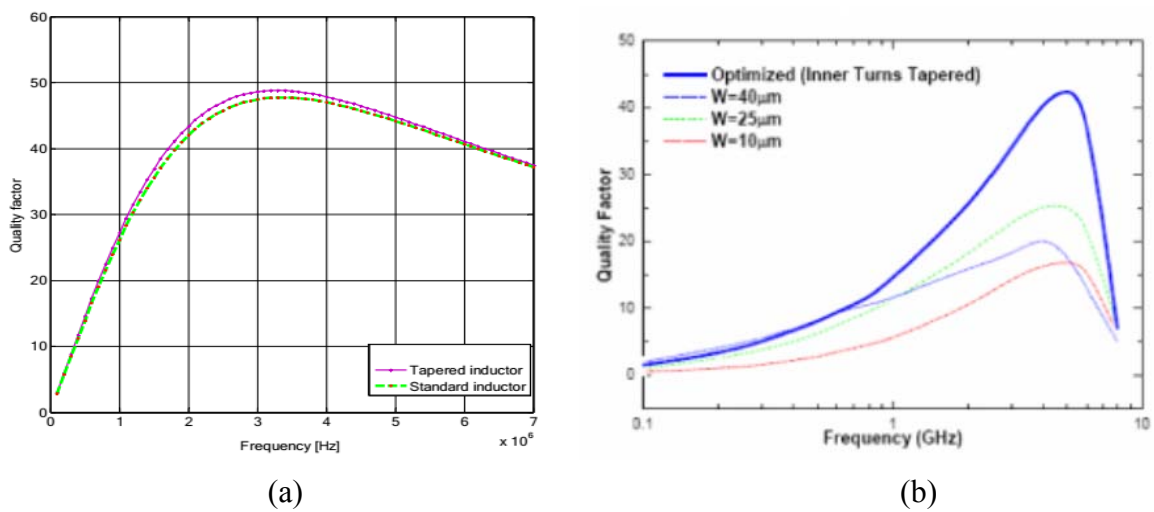 60
50
40
30
20
10
0
Quality factor
0 1 2 3 4 5 6 7
x 10^6
Frequency [Hz]
Tapered inductor
Standard inductor
(a)
50
40
30
20
10
0
Quality Factor
Optimized (Inner Turns Tapered)
W=40μm
W=25μm
W=10μm
0.1 1 10
Frequency (GHz)
(b)